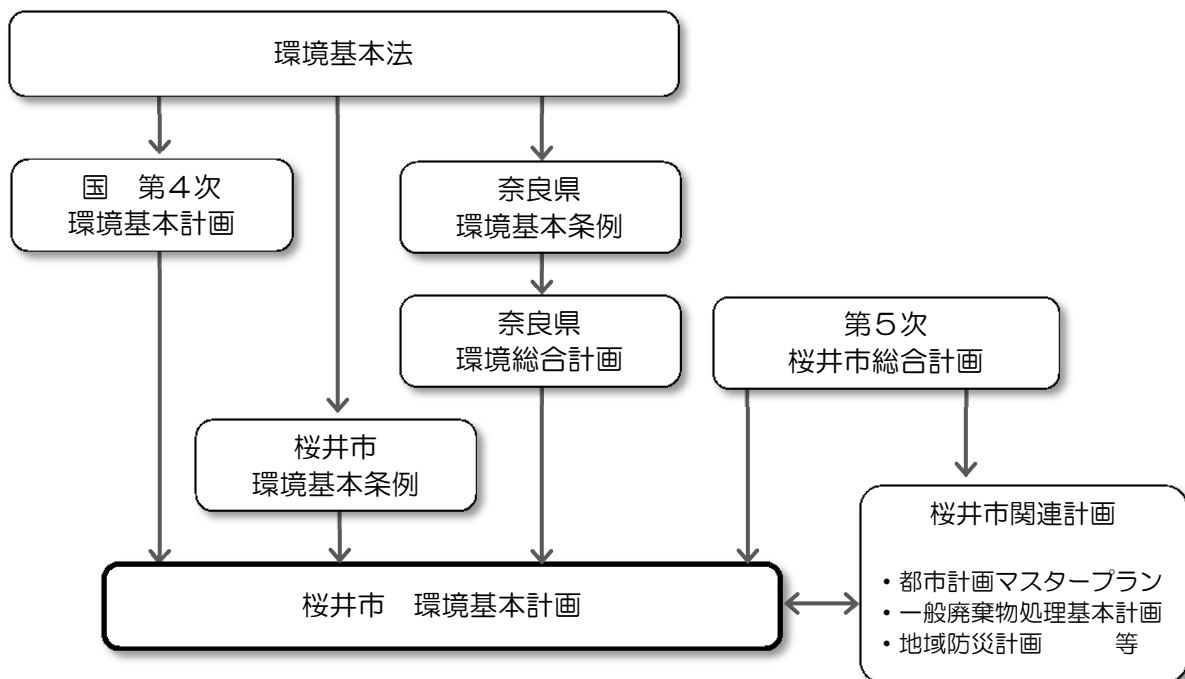 環境基本法
国　第４次
環境基本計画
奈良県
環境基本条例
奈良県
環境総合計画
第５次
桜井市総合計画
桜井市
環境基本条例
桜井市関連計画
・都市計画マスタープラン
・一般廃棄物処理基本計画
・地域防災計画　　　等
桜井市　環境基本計画